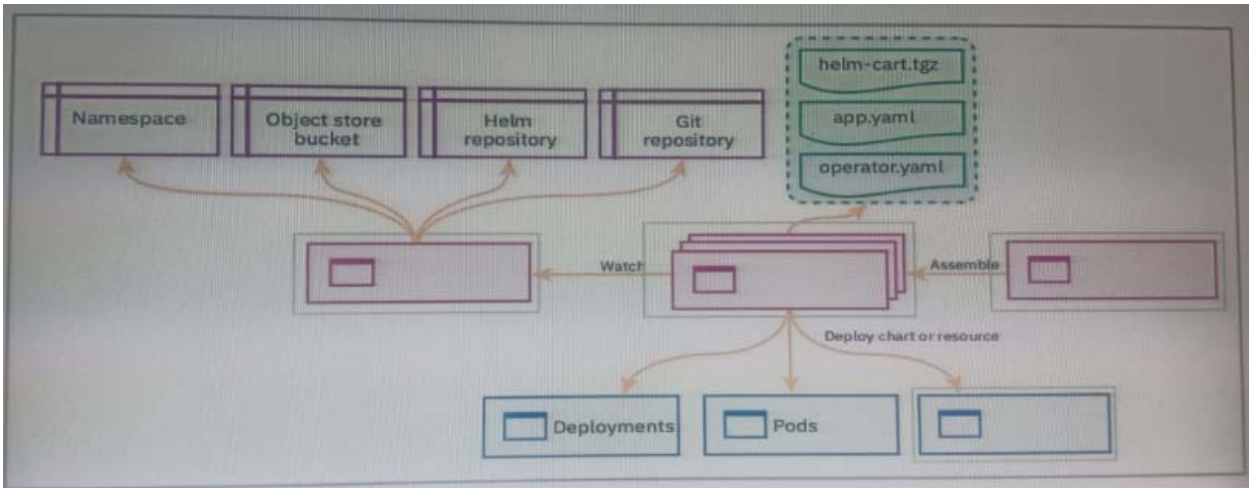 helm-cart.tgz
Namespace
Object store
bucket
Helm
repository
Git
repository
app.yaml
operator.yaml
Watch
Assemble
Deploy chart or resource
Deployments
Pods